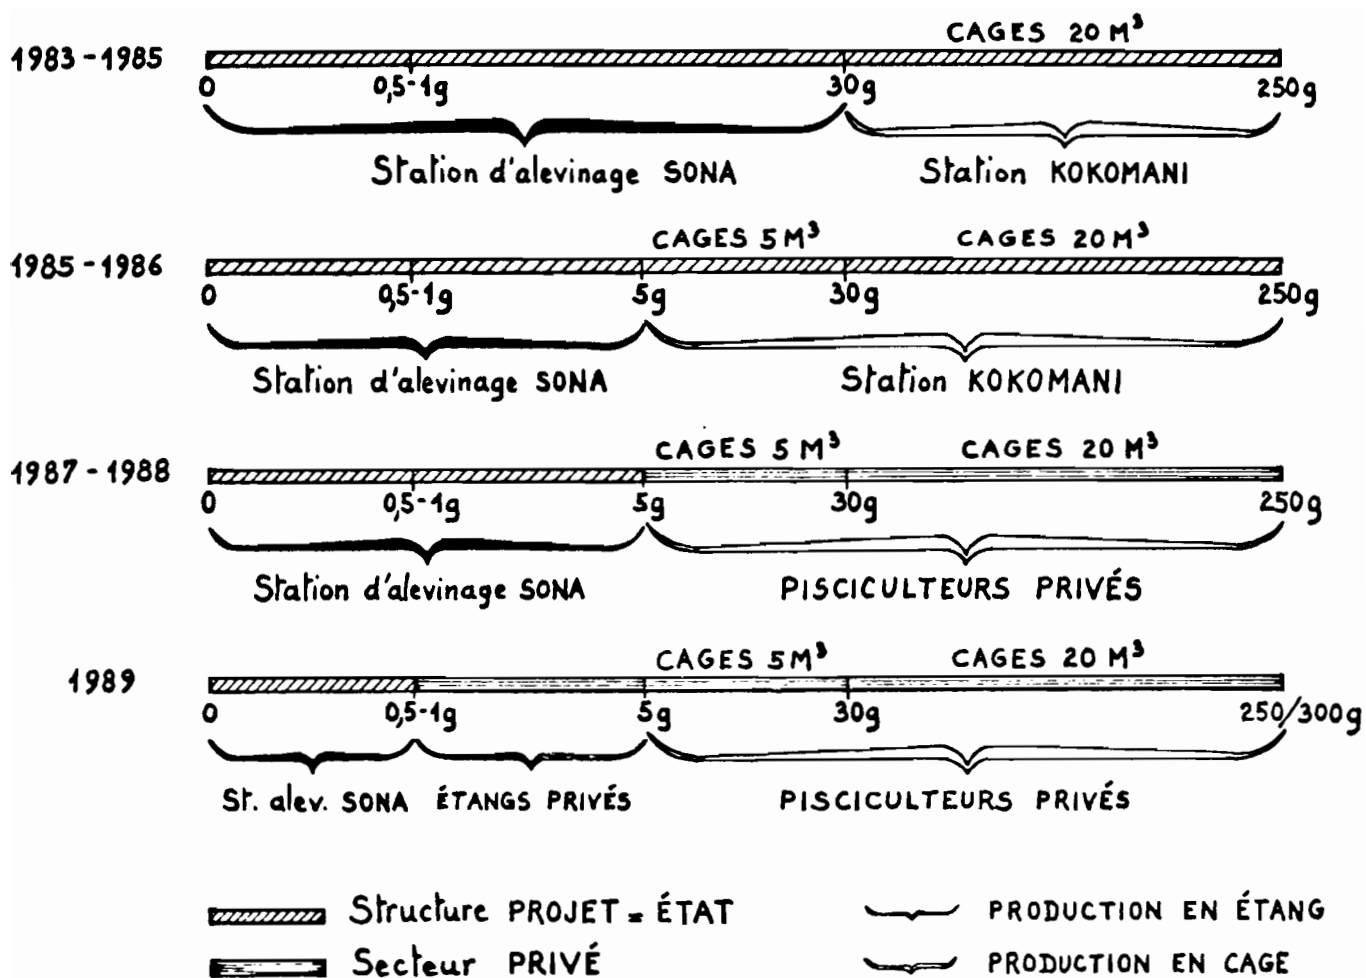 CAGES 20 M³
1983-1985
0 0,5-1g 30g 250g
Station d'alevinage SONA Station KOKOMANI
CAGES 5 M³ CAGES 20 M³
1985-1986
0 0,5-1g 5g 30g 250g
Station d'alevinage SONA Station KOKOMANI
CAGES 5 M³ CAGES 20 M³
1987-1988
0 0,5-1g 5g 30g 250g
Station d'alevinage SONA PISCICULTEURS PRIVÉS
CAGES 5 M³ CAGES 20 M³
1989
0 0,5-1g 5g 30g 250/300g
St. alev. SONA ÉTANGS PRIVÉS PISCICULTEURS PRIVÉS
Structure PROJET = ÉTAT PRODUCTION EN ÉTANG
Secteur PRIVÉ PRODUCTION EN CAGE